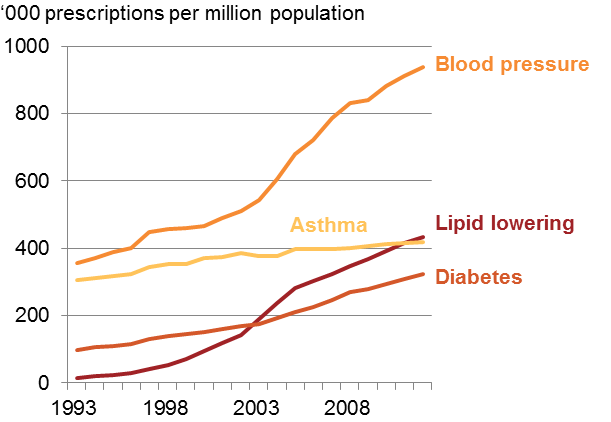 ‘000 prescriptions per million population
1000
Blood pressure
800
600
Asthma
Lipid lowering
400
Diabetes
200
0
1993 1998 2003 2008